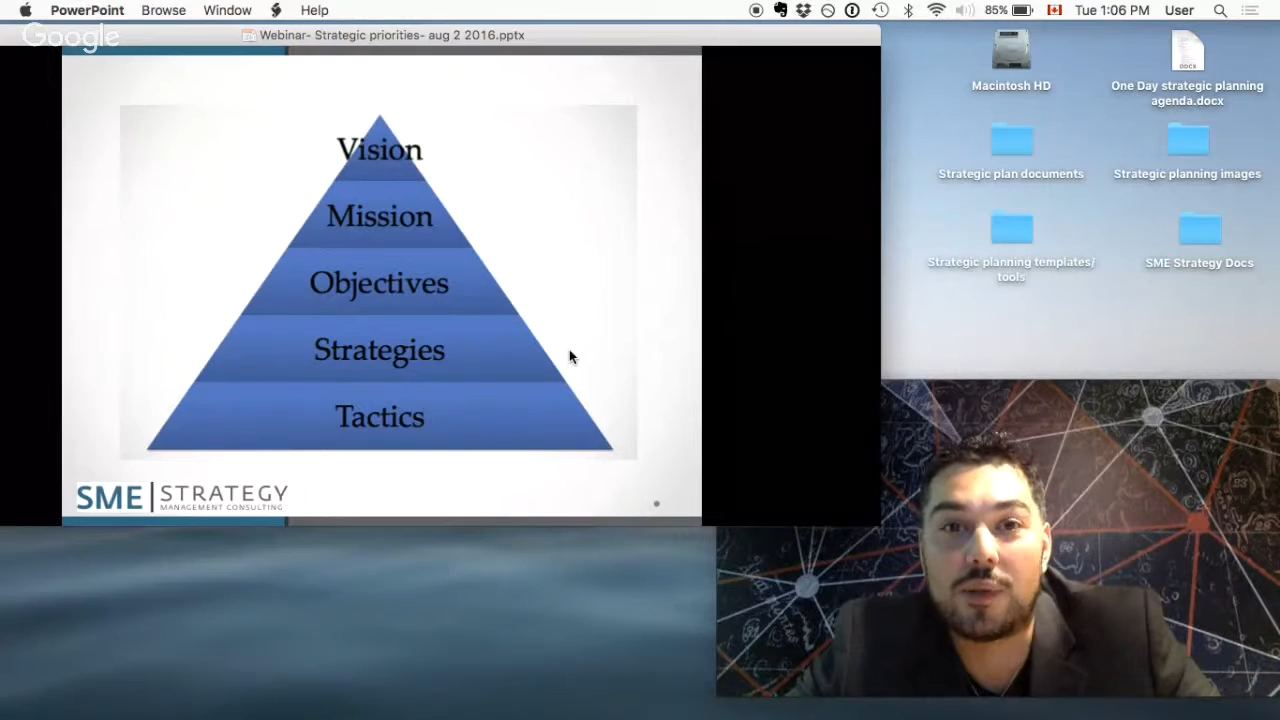 PowerPoint Browse Window Help
85% Tue 1:06 PM User
Google
Webinar- Strategic priorities- aug 2 2016.pptx
Vision
Mission
Objectives
Strategies
Tactics
SME STRATEGY
MANAGEMENT CONSULTING
Macintosh HD
DOCX
One Day strategic planning
agenda.docx
Strategic plan documents
Strategic planning images
Strategic planning templates/
tools
SME Strategy Docs